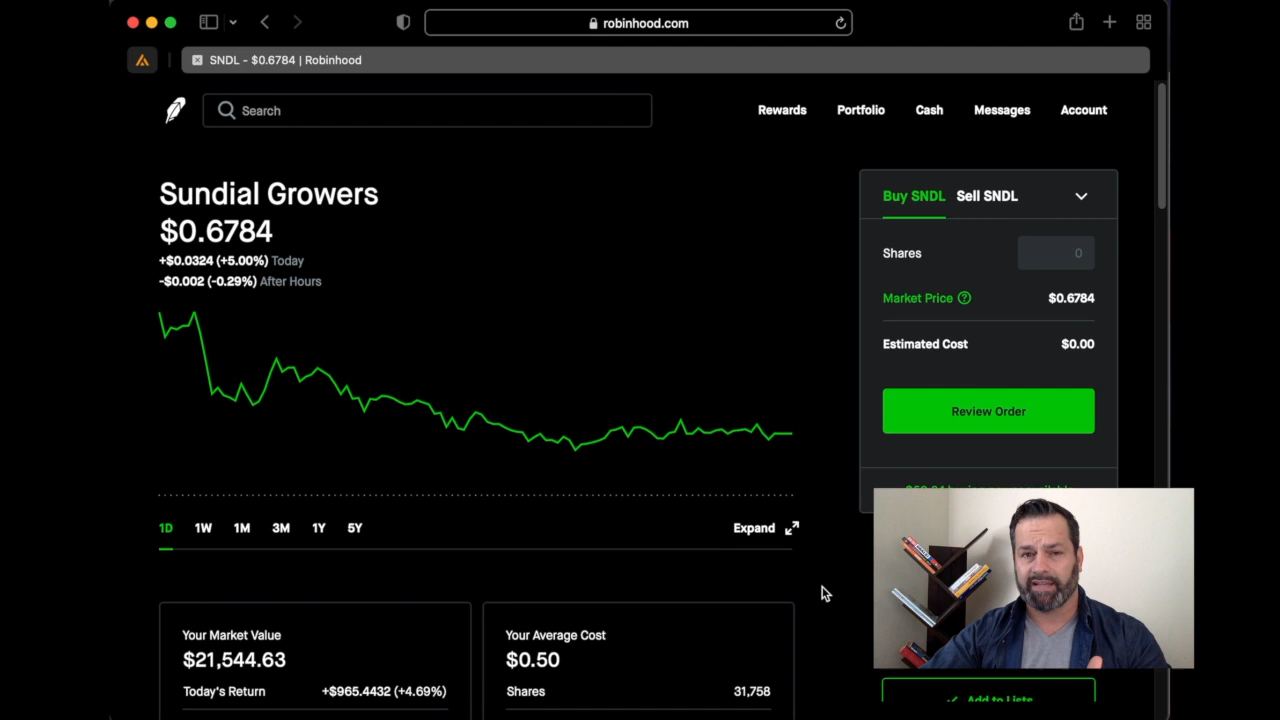 robinhood.com
SNDL - $0.6784 | Robinhood
Search
Rewards
Portfolio
Cash
Messages
Account
Sundial Growers
$0.6784
+$0.0324 (+5.00%) Today
-$0.002 (-0.29%) After Hours
1D 1W 1M 3M 1Y 5Y
Expand
Buy SNDL Sell SNDL
Shares 0
Market Price ? $0.6784
Estimated Cost $0.00
Review Order
Your Market Value
$21,544.63
Today's Return +$965.4432 (+4.69%)
Your Average Cost
$0.50
Shares 31,758
Add to Lists